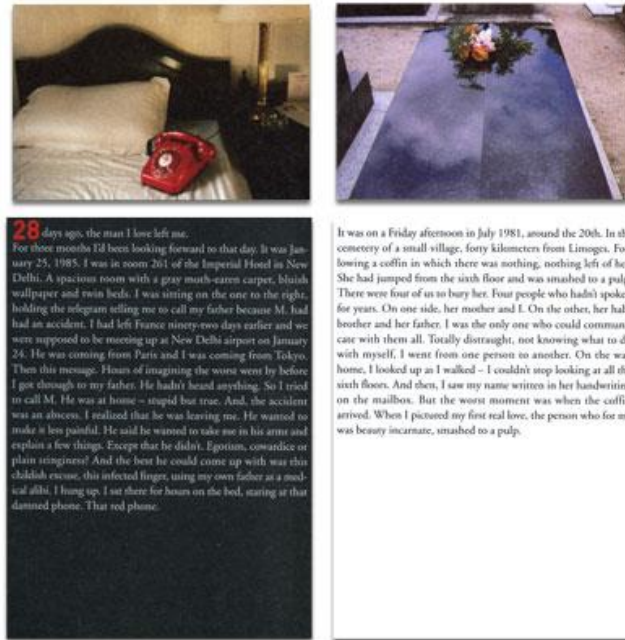 28 days ago, the man I love left me.
For three months I'd been looking forward to that day. It was Jan-
uary 25, 1985. I was in room 261 of the Imperial Hotel in New
Delhi. A spacious room with a gray moth-eaten carpet, bluish
wallpaper and twin beds. I was sitting on the one to the right,
holding the telegram telling me to call my father because M. had
had an accident. I had left France ninety-two days earlier and we
were supposed to be meeting up at New Delhi airport on January
24. He was coming from Paris and I was coming from Tokyo.
Then this message. Hours of imagining the worst went by before
I got through to my father. He hadn't heard anything. So I tried
to call M. He was at home – stupid but true. And, the accident
was an abscess. I realized that he was leaving me. He wanted to
make it less painful. He said he wanted to take me in his arms and
explain a few things. Except that he didn't. Egotism, cowardice or
plain stinginess? And the best he could come up with was this
childish excuse, this infected finger, using my own father as a med-
ical alibi. I hung up. I sat there for hours on the bed, staring at that
damned phone. That red phone.
It was on a Friday afternoon in July 1981, around the 20th. In th
cemetery of a small village, forty kilometers from Limoges. Fo
lowing a coffin in which there was nothing, nothing left of he
She had jumped from the sixth floor and was smashed to a pulp
There were four of us to bury her. Four people who hadn't spoke
for years. On one side, her mother and I. On the other, her hal
brother and her father. I was the only one who could commun
cate with them all. Totally distraught, not knowing what to d
with myself, I went from one person to another. On the wa
home, I looked up as I walked – I couldn't stop looking at all th
sixth floors. And then, I saw my name written in her handwritin
on the mailbox. But the worst moment was when the coffi
arrived. When I pictured my first real love, the person who for m
was beauty incarnate, smashed to a pulp.